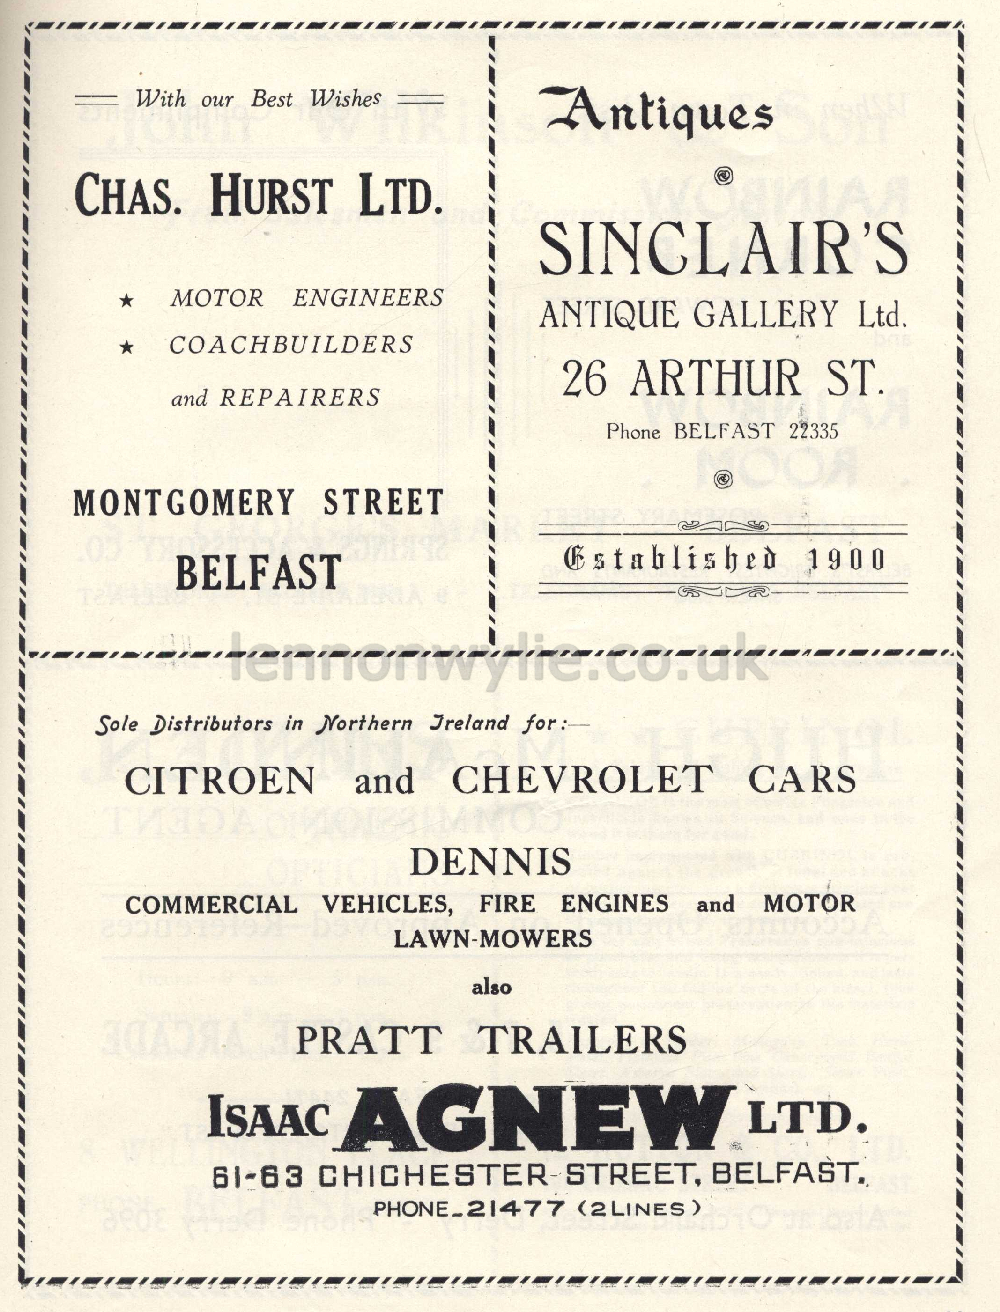 With our Best Wishes
CHAS. HURST LTD.
★ MOTOR ENGINEERS
★ COACHBUILDERS
and REPAIRERS
MONTGOMERY STREET
BELFAST
Antiques
SINCLAIR'S
ANTIQUE GALLERY Ltd.
26 ARTHUR ST.
Phone BELFAST 22335
Established 1900
lennonwylie.co.uk
Sole Distributors in Northern Ireland for:—
CITROEN and CHEVROLET CARS
DENNIS
COMMERCIAL VEHICLES, FIRE ENGINES and MOTOR
LAWN-MOWERS
also
PRATT TRAILERS
ISAAC AGNEW LTD.
61-63 CHICHESTER STREET, BELFAST.
PHONE 21477 (2 LINES)